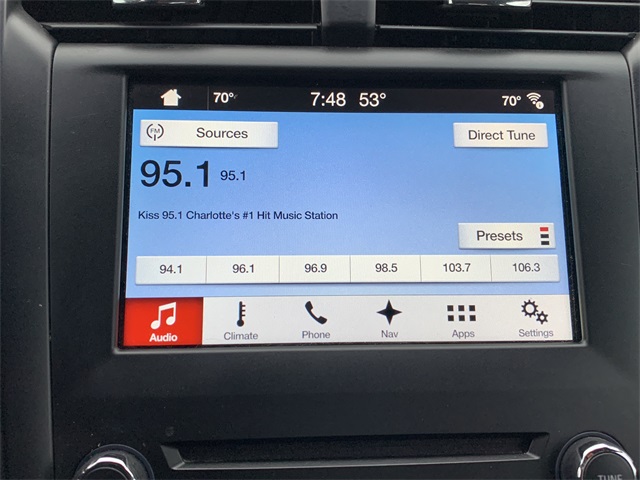 70° 7:48 53° 70°
FM Sources Direct Tune
95.1 95.1
Kiss 95.1 Charlotte's #1 Hit Music Station
Presets
94.1 96.1 96.9 98.5 103.7 106.3
Audio Climate Phone Nav Apps Settings
TUNE